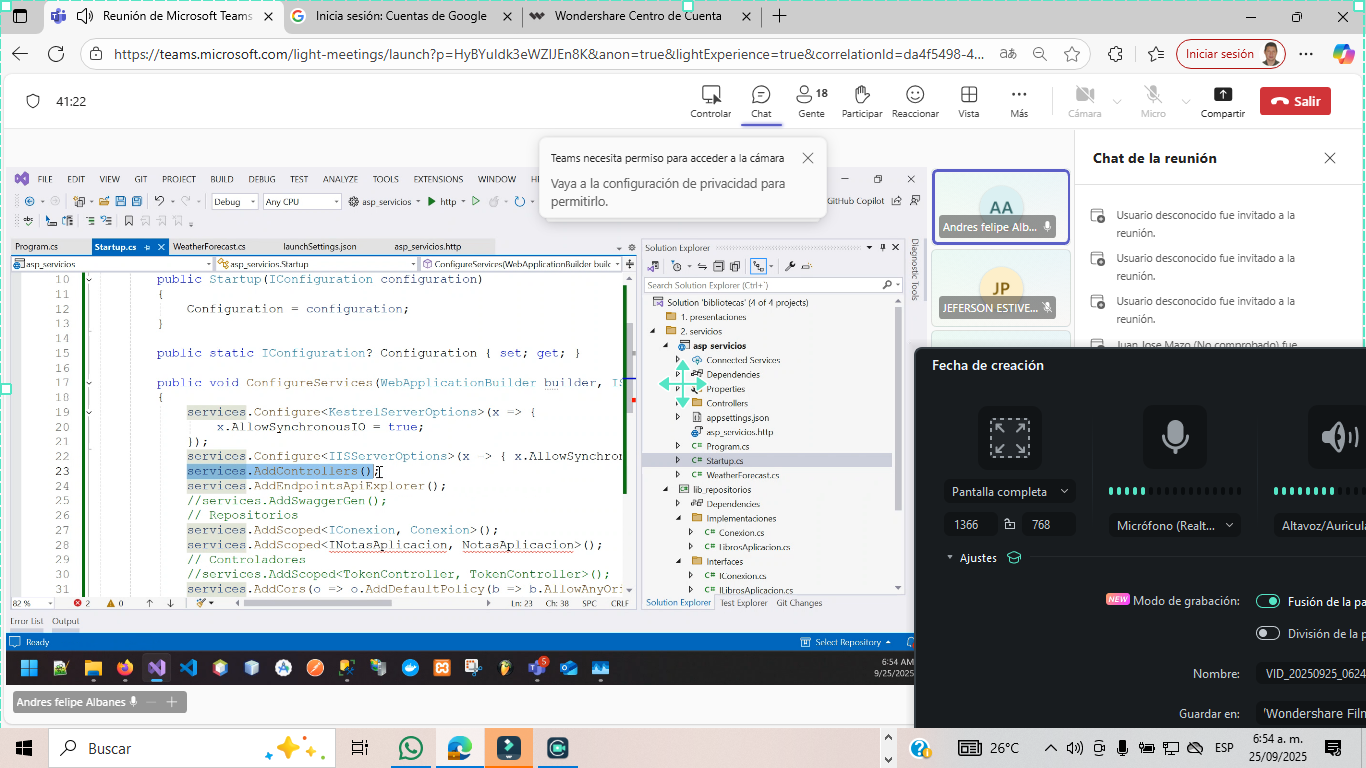 Reunión de Microsoft Teams
Inicia sesión: Cuentas de Google
Wondershare Centro de Cuenta
https://teams.microsoft.com/light-meetings/launch?p=HyBYuIdk3eWZlJEn8K&anon=true&lightExperience=true&correlationId=da4f5498-4...
Iniciar sesión
41:22
Controlar
Chat
18
Gente
Participar
Reaccionar
Vista
Más
Cámara
Micro
Compartir
Salir
Teams necesita permiso para acceder a la cámara
Vaya a la configuración de privacidad para
permitirlo.
Chat de la reunión
Usuario desconocido fue invitado a la
reunión.
Usuario desconocido fue invitado a la
reunión.
Usuario desconocido fue invitado a la
reunión.
Juan Jose Mazo (No comprobado) fue
AA
Andres felipe Alb...
JP
JEFERSON ESTIVE...
FILE EDIT VIEW GIT PROJECT BUILD DEBUG TEST ANALYZE TOOLS EXTENSIONS WINDOW
Debug
Any CPU
asp_servicios
http
GitHub Copilot
Program.cs
Startup.cs
WeatherForecast.cs
launchSettings.json
asp_servicios.http
asp_servicios
asp_servicios.Startup
ConfigureServices(WebApplicationBuilder builc
10 public Startup(IConfiguration configuration)
11 {
12 Configuration = configuration;
13 }
14
15 public static IConfiguration? Configuration { set; get; }
16
17 public void ConfigureServices(WebApplicationBuilder builder, IS
18 {
19 services.Configure<KestrelServerOptions>(x => {
20 x.AllowSynchronousIO = true;
21 });
22 services.Configure<IISServerOptions>(x => { x.AllowSynchron
23 services.AddControllers();
24 services.AddEndpointsApiExplorer();
25 //services.AddSwaggerGen();
26 // Repositorios
27 services.AddScoped<IConexion, Conexion>();
28 services.AddScoped<INotasAplicacion, NotasAplicacion>();
29 // Controladores
30 //services.AddScoped<TokenController, TokenController>();
31 services.AddCors(o => o.AddDefaultPolicy(b => b.AllowAnyOri
82 %
2
0
Ln: 23 Ch: 38 SPC CRLF
Error List Output
Ready
Select Repository
Solution Explorer
Search Solution Explorer (Ctrl+')
Solution 'bibliotecas' (4 of 4 projects)
1. presentaciones
2. servicios
asp servicios
Connected Services
Dependencies
Properties
Controllers
appsettings.json
asp_servicios.http
Program.cs
Startup.cs
WeatherForecast.cs
lib_repositorios
Dependencies
Implementaciones
Conexion.cs
LibrosAplicacion.cs
Interfaces
IConexion.cs
ILibrosAplicacion.cs
Solution Explorer Test Explorer Git Changes
Diagnostic Tools
5
6:54 AM
9/25/2025
Andres felipe Albanes
Fecha de creación
Pantalla completa
1366
768
Micrófono (Realt...
Altavoz/Auricula
Ajustes
NEW
Modo de grabación:
Fusión de la pa
División de la p
Nombre:
VID_20250925_0624
Guardar en:
'Wondershare Film
Buscar
26°C
ESP
6:54 a. m.
25/09/2025